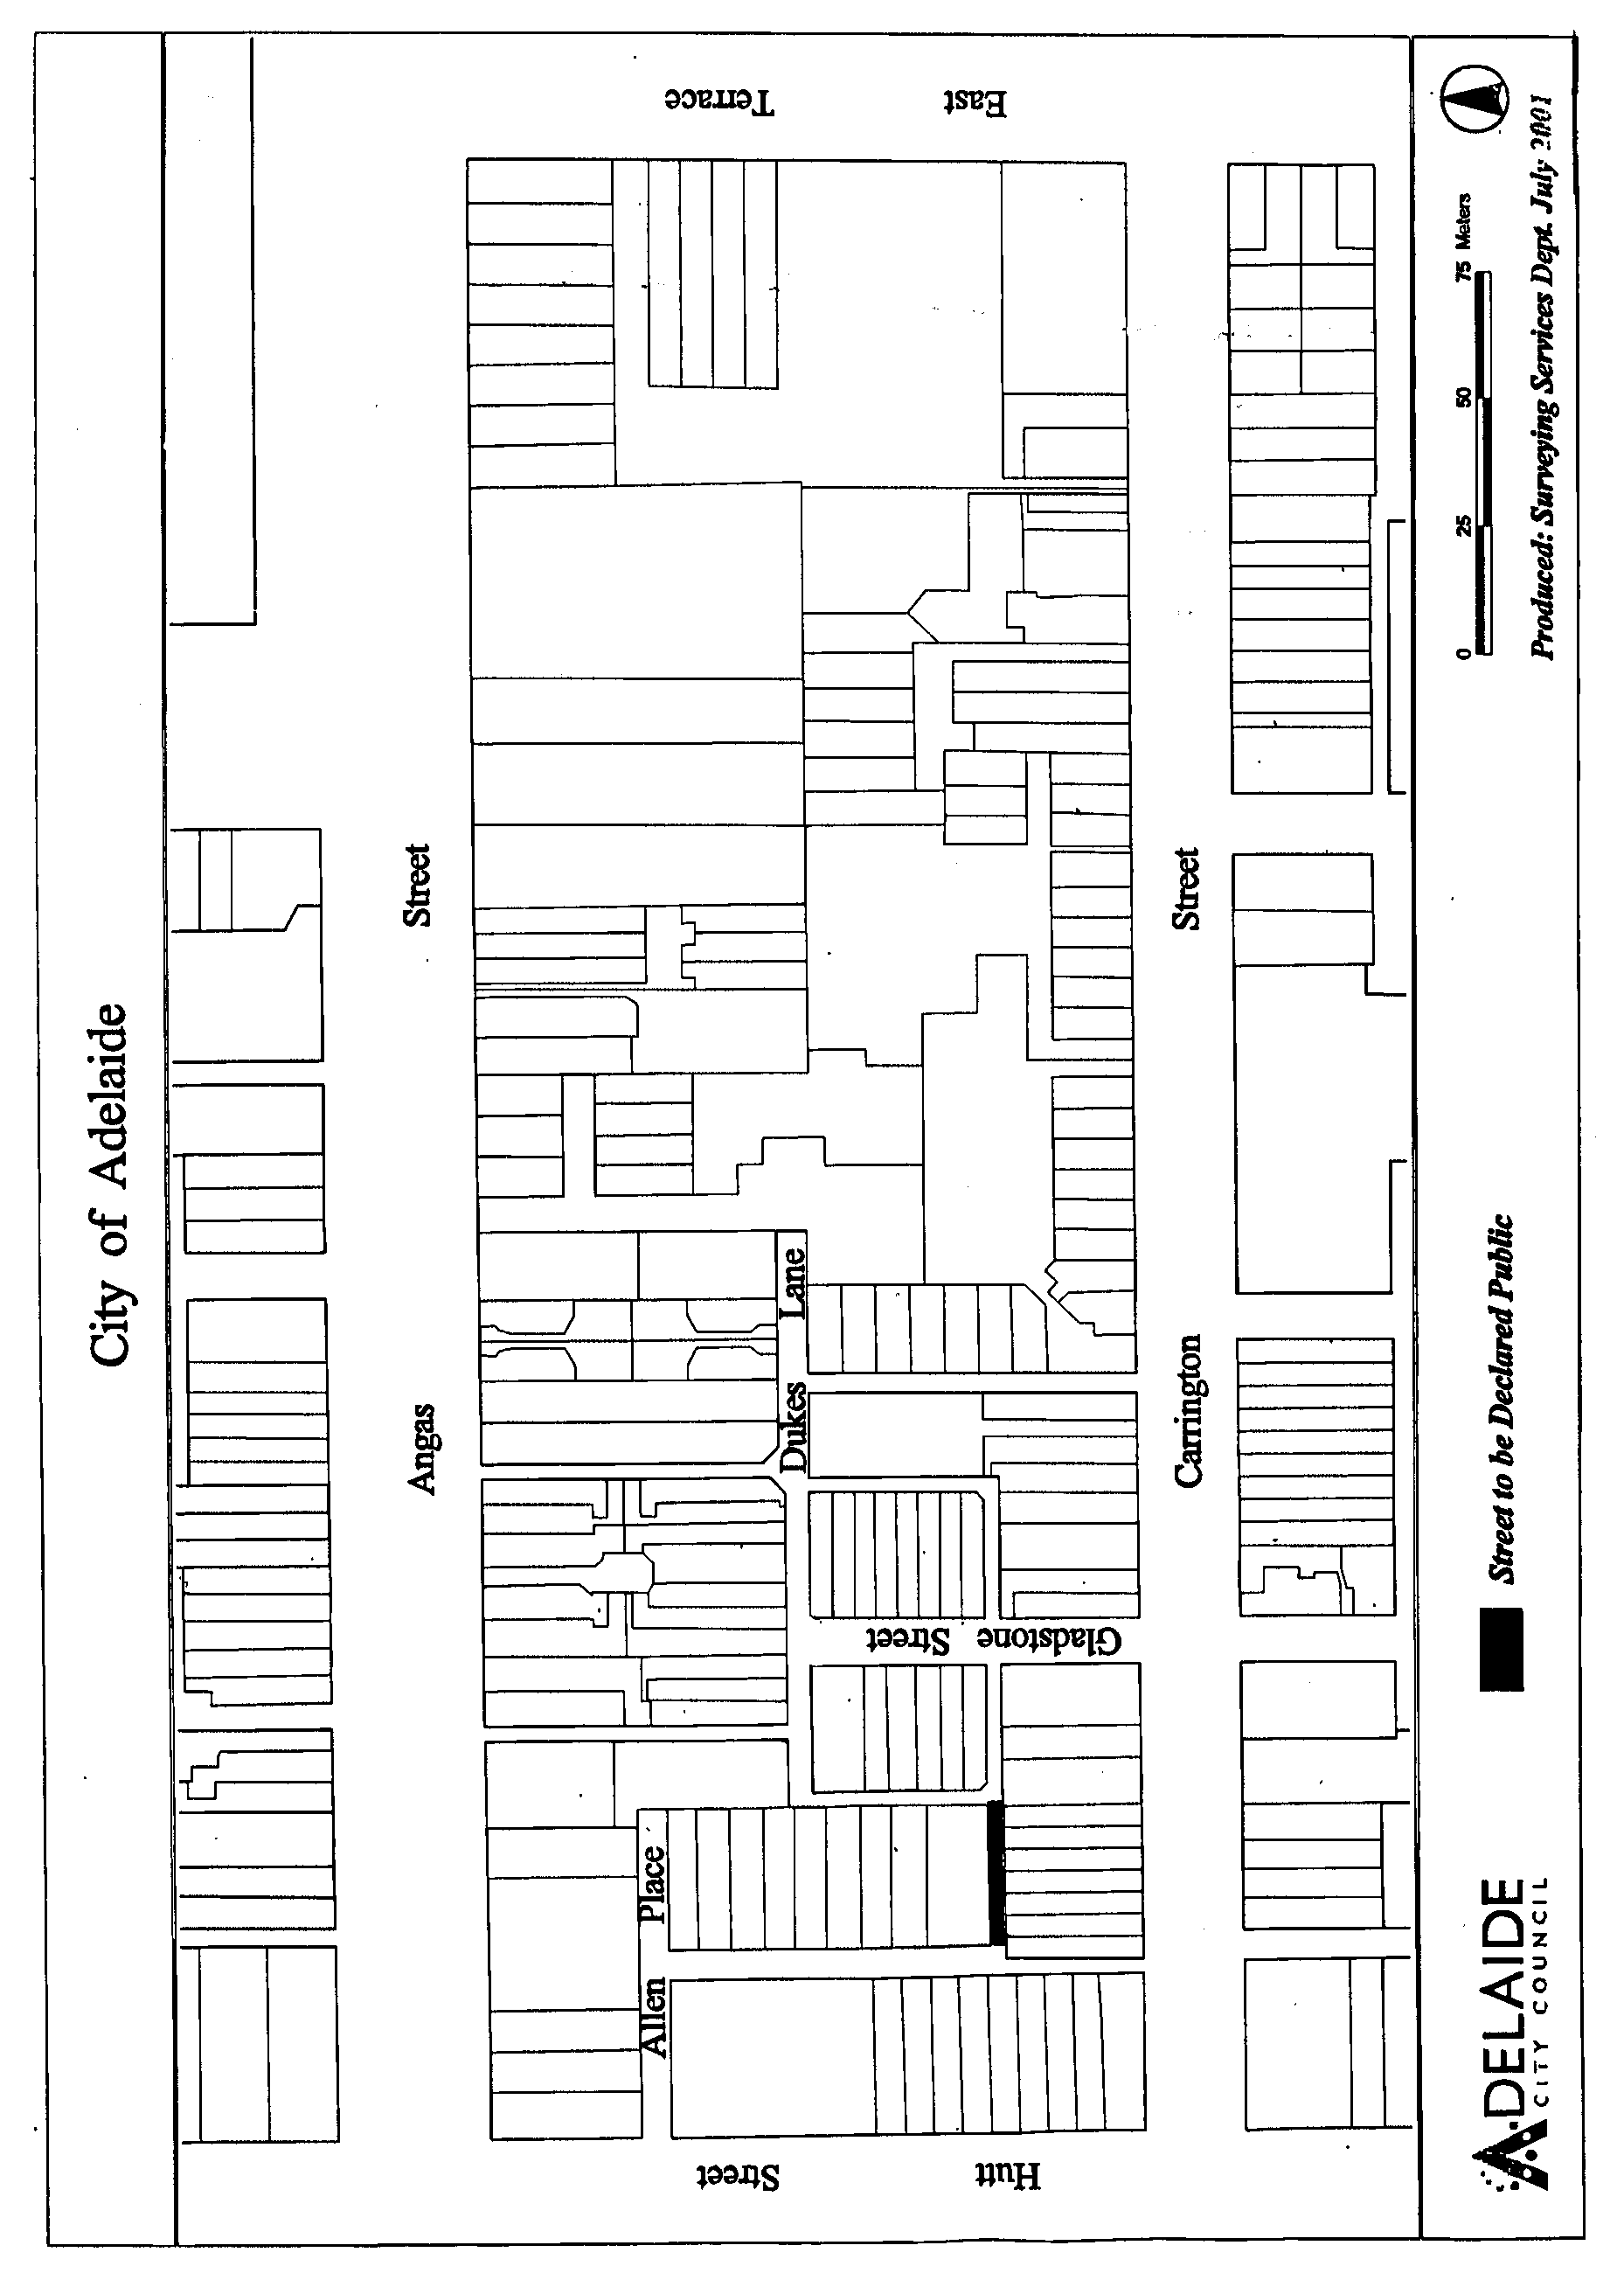 City of Adelaide
Angas Street
East Terrace
Dukes Lane
Allen Place
Gladstone Street
Hutt Street
Carrington Street
Street to be Declared Public
0 25 50 75 Meters
Produced: Surveying Services Dept. July 2001
ADELAIDE
CITY COUNCIL